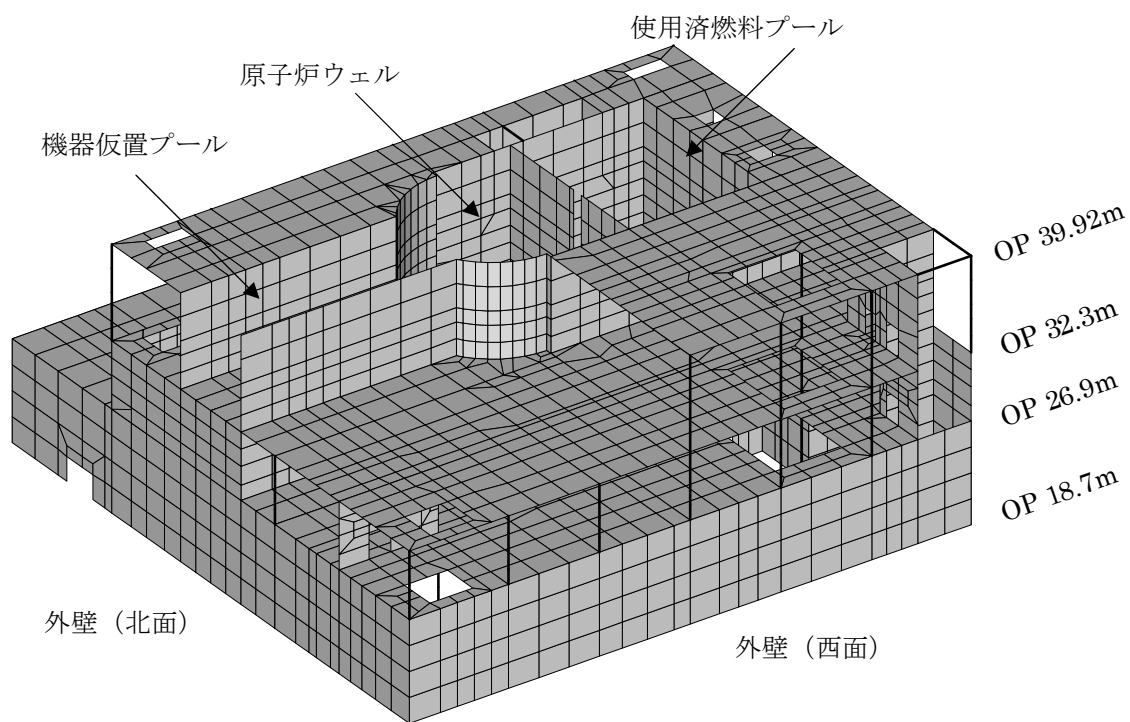 使用済燃料プール
原子炉ウェル
機器仮置プール
OP 39.92m
OP 32.3m
OP 26.9m
OP 18.7m
外壁（北面）
外壁（西面）